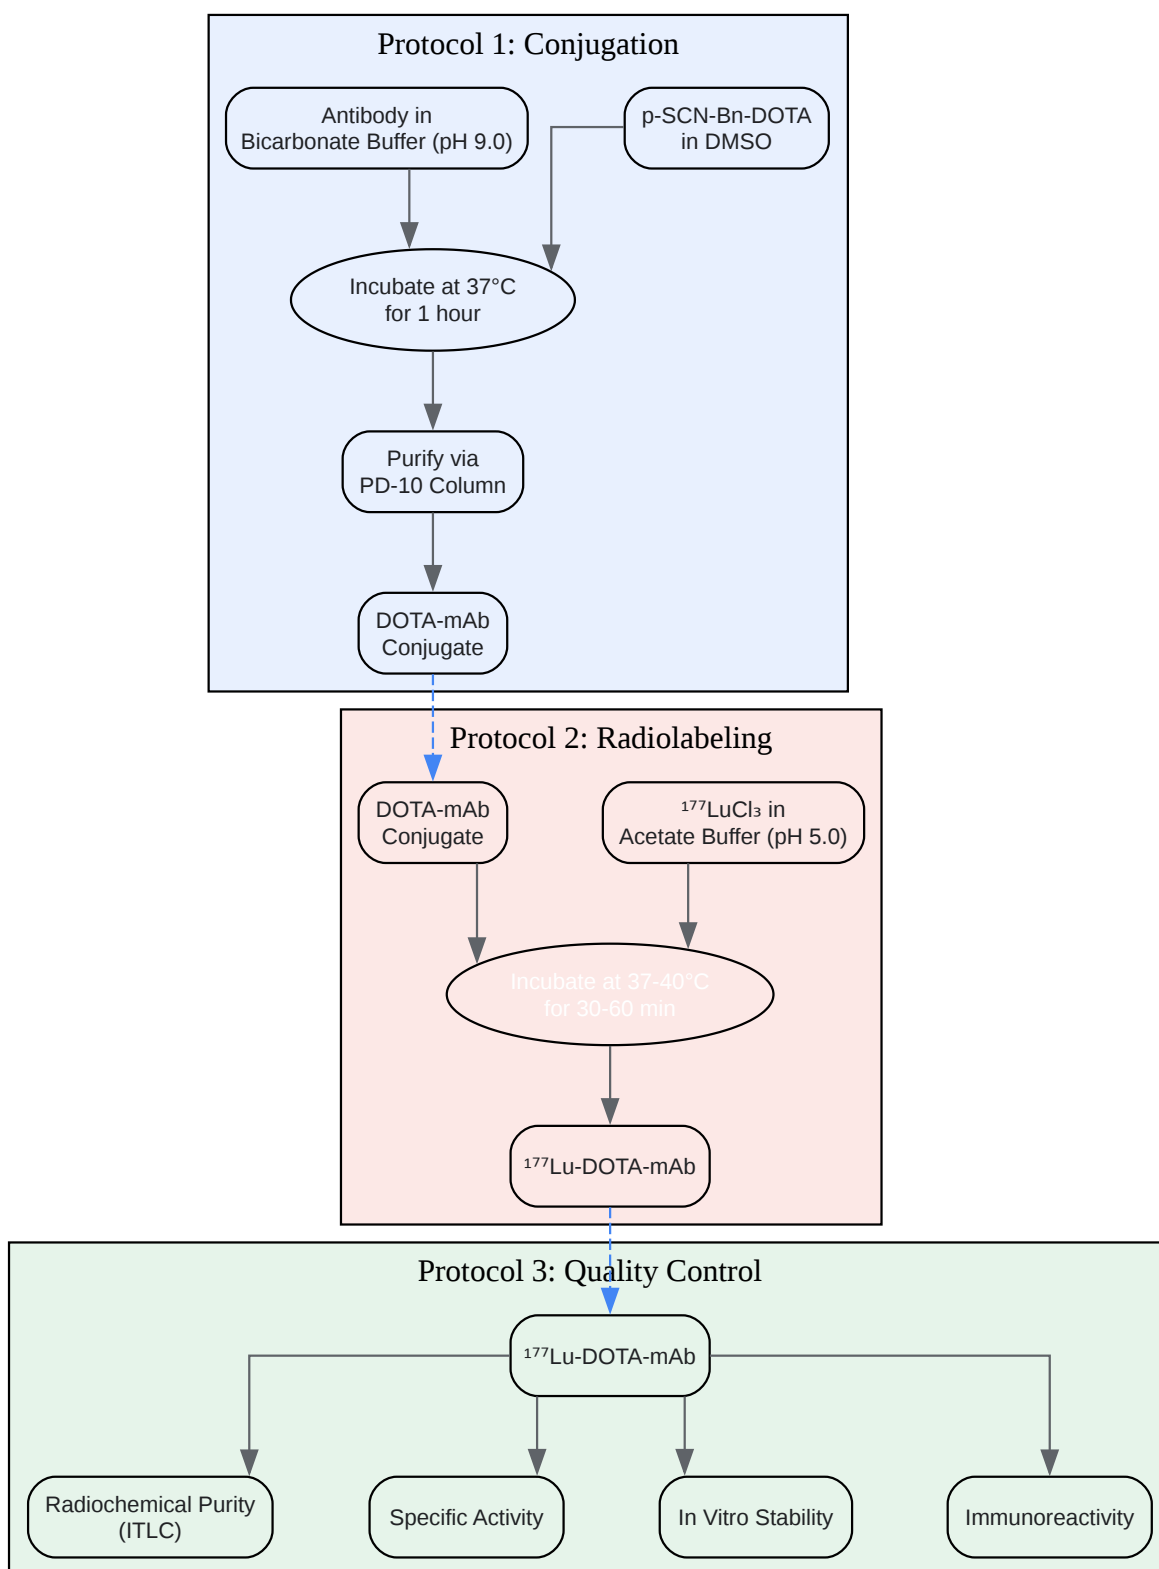 Protocol 1: Conjugation
Antibody in
Bicarbonate Buffer (pH 9.0)
p-SCN-Bn-DOTA
in DMSO
Incubate at 37°C
for 1 hour
Purify via
PD-10 Column
DOTA-mAb
Conjugate
Protocol 2: Radiolabeling
DOTA-mAb
Conjugate
¹⁷⁷LuCl₃ in
Acetate Buffer (pH 5.0)
Incubate at 37-40°C
for 30-60 min
¹⁷⁷Lu-DOTA-mAb
Protocol 3: Quality Control
¹⁷⁷Lu-DOTA-mAb
Radiochemical Purity
(ITLC)
Specific Activity
In Vitro Stability
Immunoreactivity